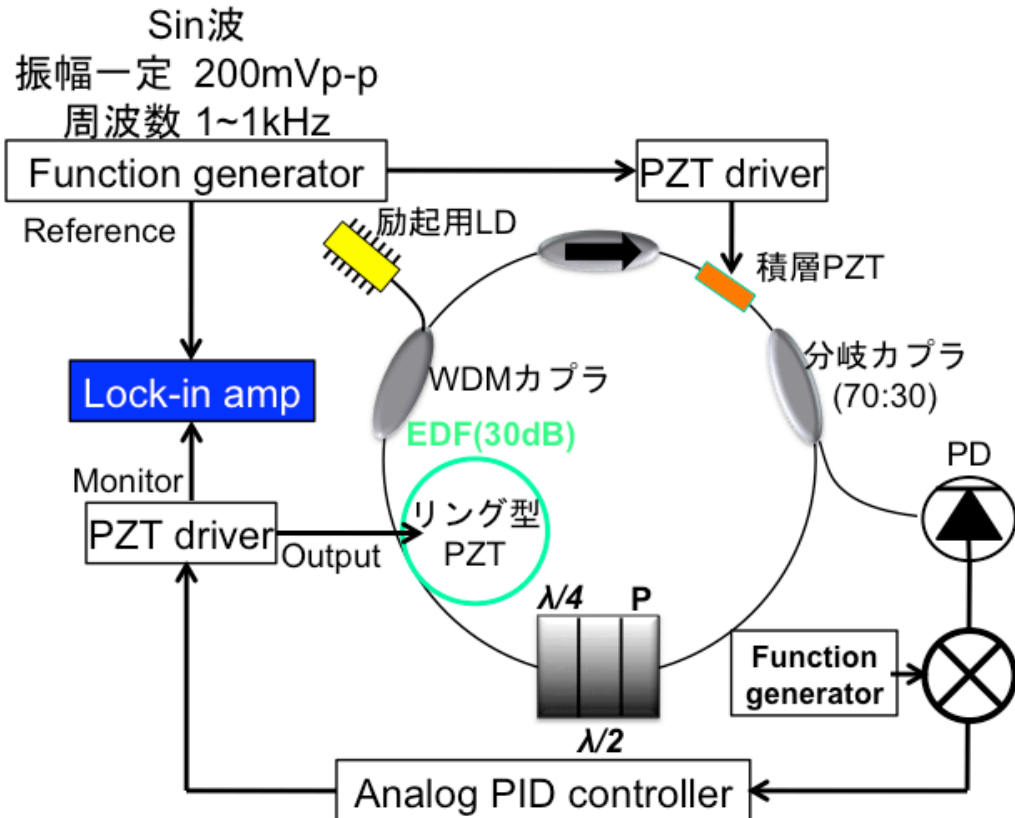 Sin波
振幅一定 200mVp-p
周波数 1~1kHz
Function generator
PZT driver
Reference
励起用LD
積層PZT
分岐カプラ
(70:30)
WDMカプラ
Lock-in amp
EDF(30dB)
PD
Monitor
リング型
PZT
PZT driver
Output
λ/4
P
Function
generator
λ/2
Analog PID controller